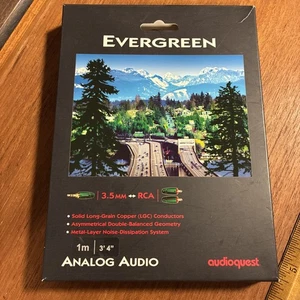 EVERGREEN
3.5MM ↔ RCA
• Solid Long-Grain Copper (LGC) Conductors
• Asymmetrical Double-Balanced Geometry
• Metal-Layer Noise-Dissipation System
1m 3' 4"
ANALOG AUDIO audioquest